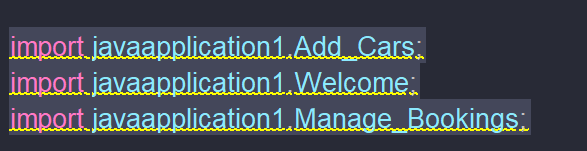 import javaapplication1.Add_Cars;
import javaapplication1.Welcome;
import javaapplication1.Manage_Bookings;